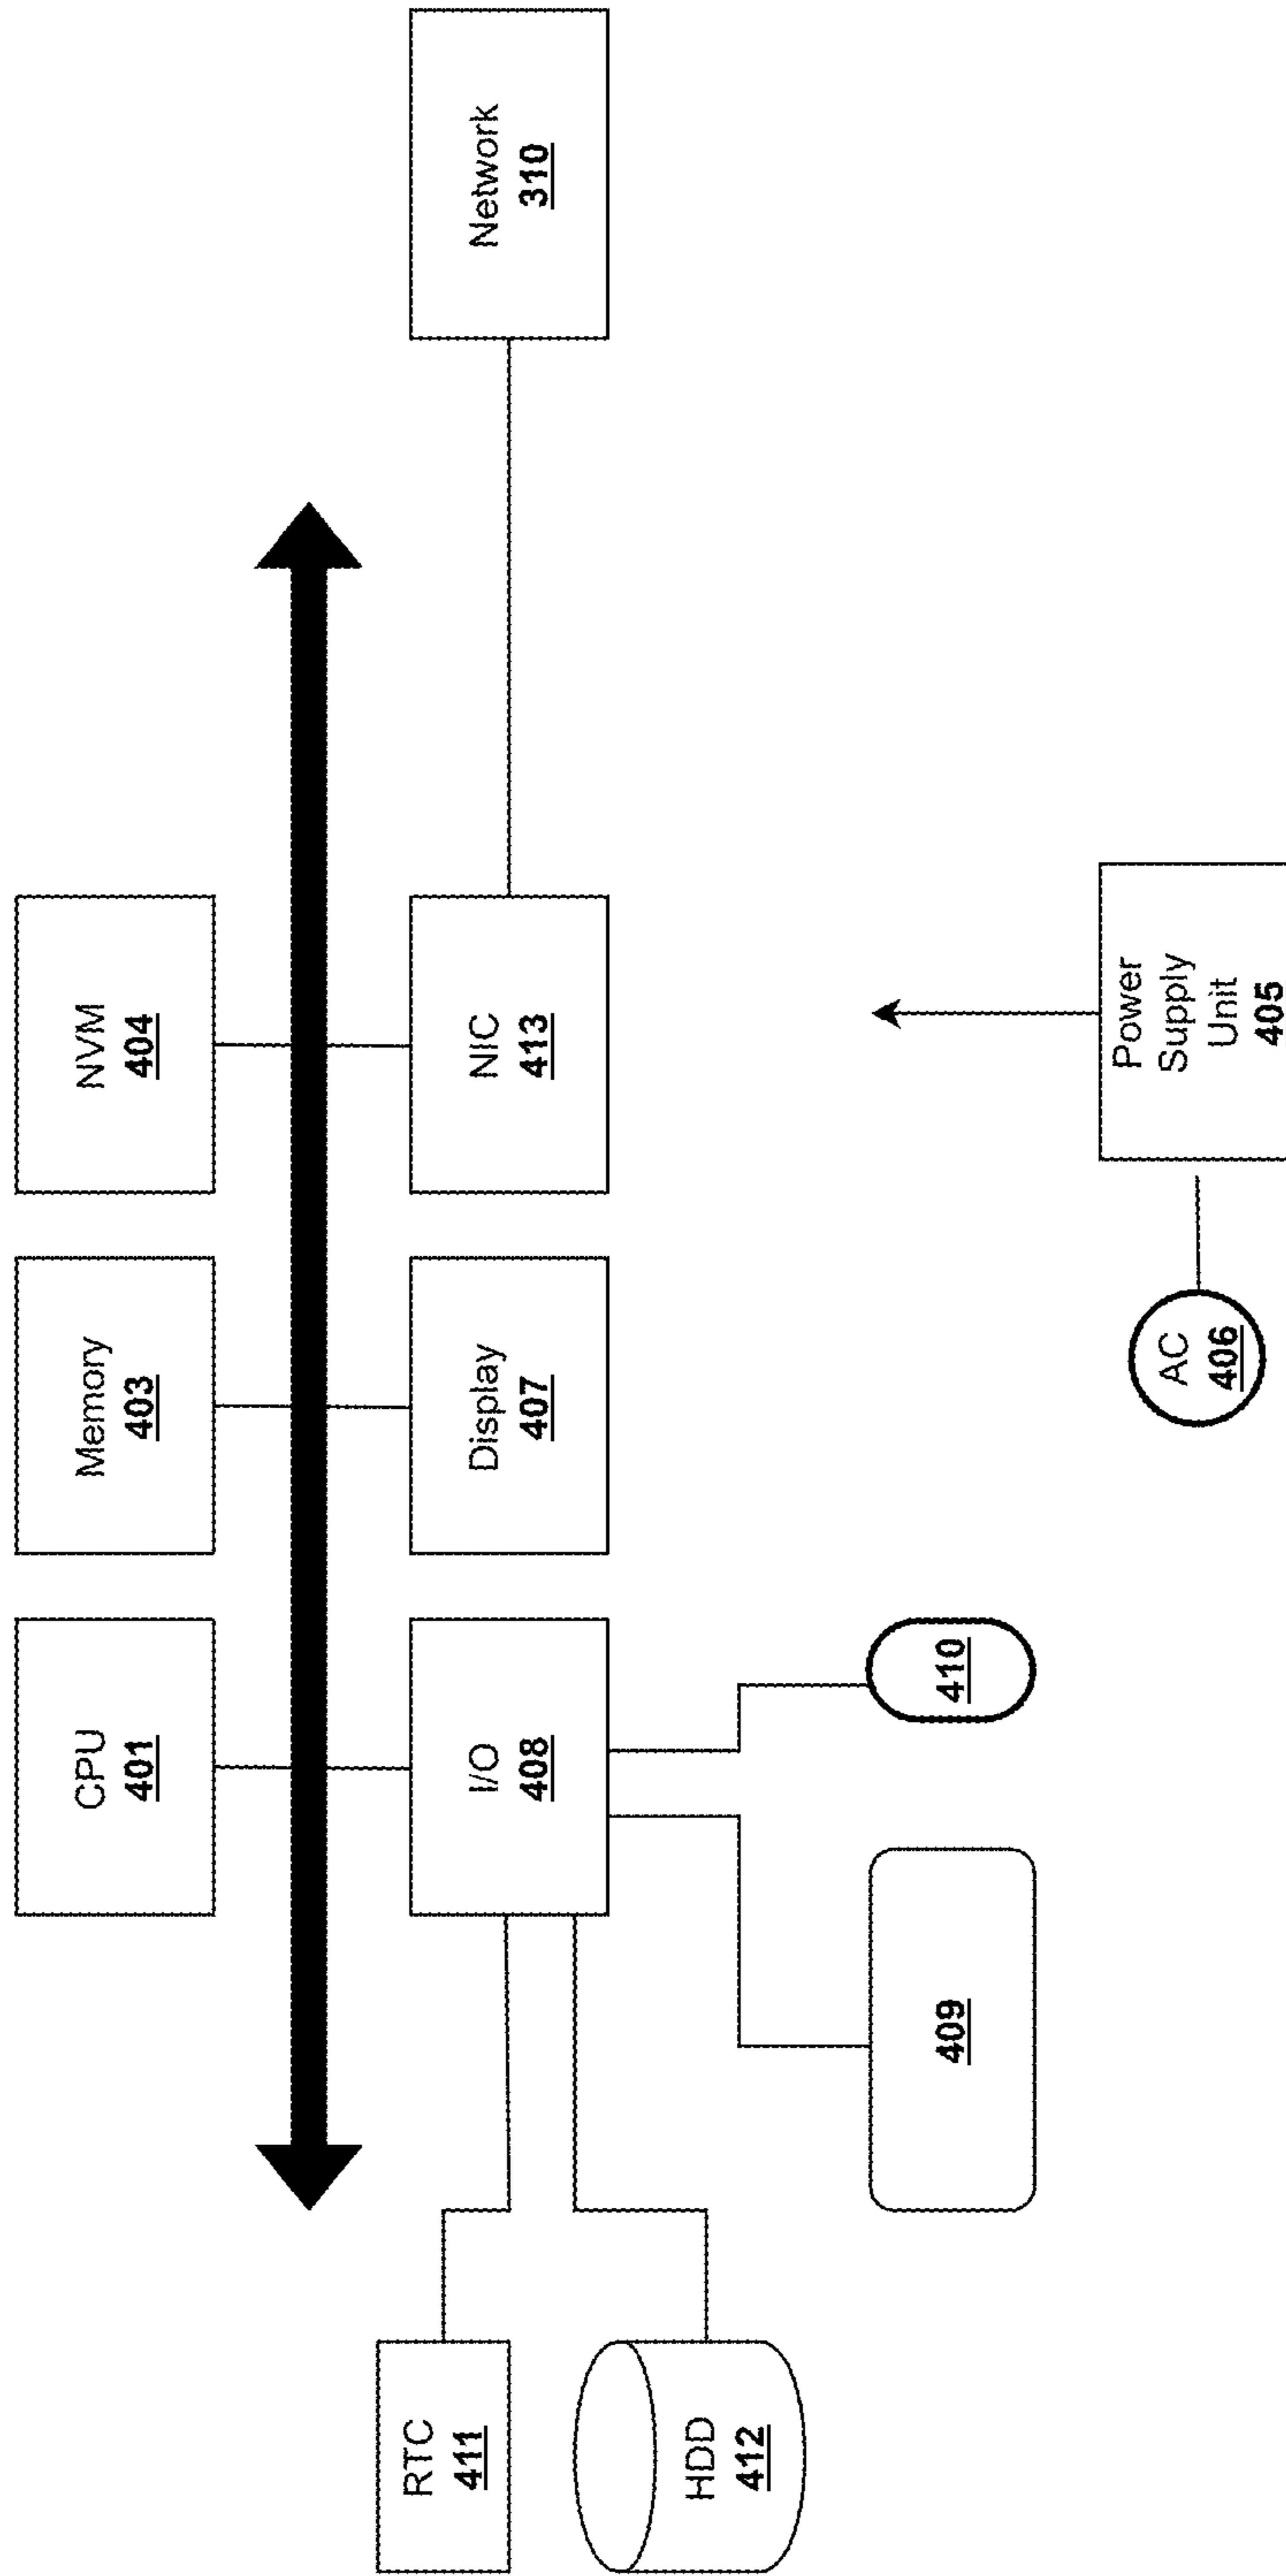 CPU
401
Memory
403
NVM
404
RTC
411
I/O
408
Display
407
NIC
413
Network
310
HDD
412
409
410
AC
406
Power
Supply
Unit
405